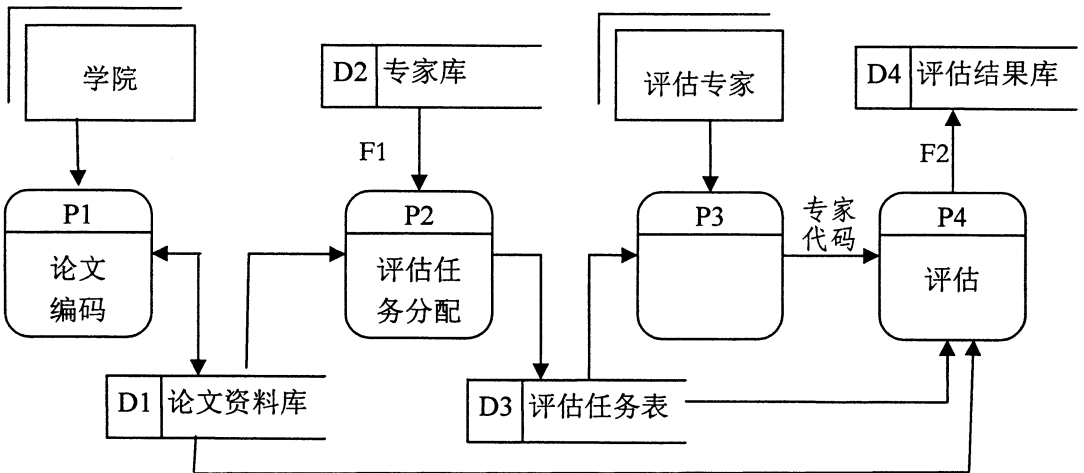 学院
D2 专家库
评估专家
D4 评估结果库
F1
F2
P1
论文
编码
P2
评估任
务分配
P3
专家
代码
P4
评估
D1 论文资料库
D3 评估任务表